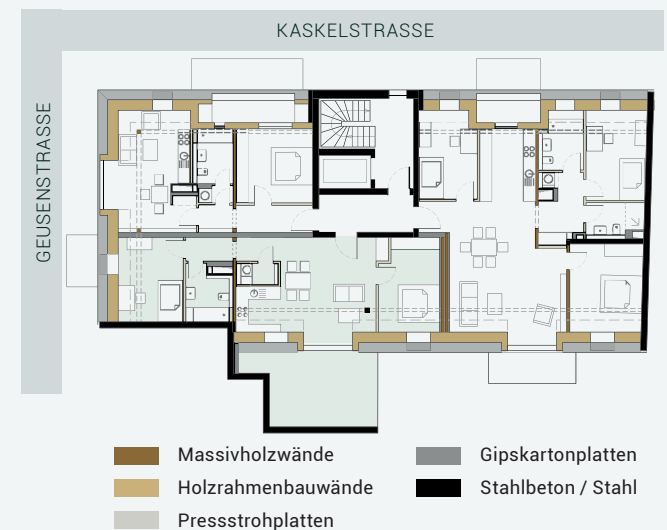 KASKELSTRASSE
GEUSENSTRASSE
Massivholzwände
Holzrahmenbauwände
Pressstrohplatten
Gipskartonplatten
Stahlbeton / Stahl